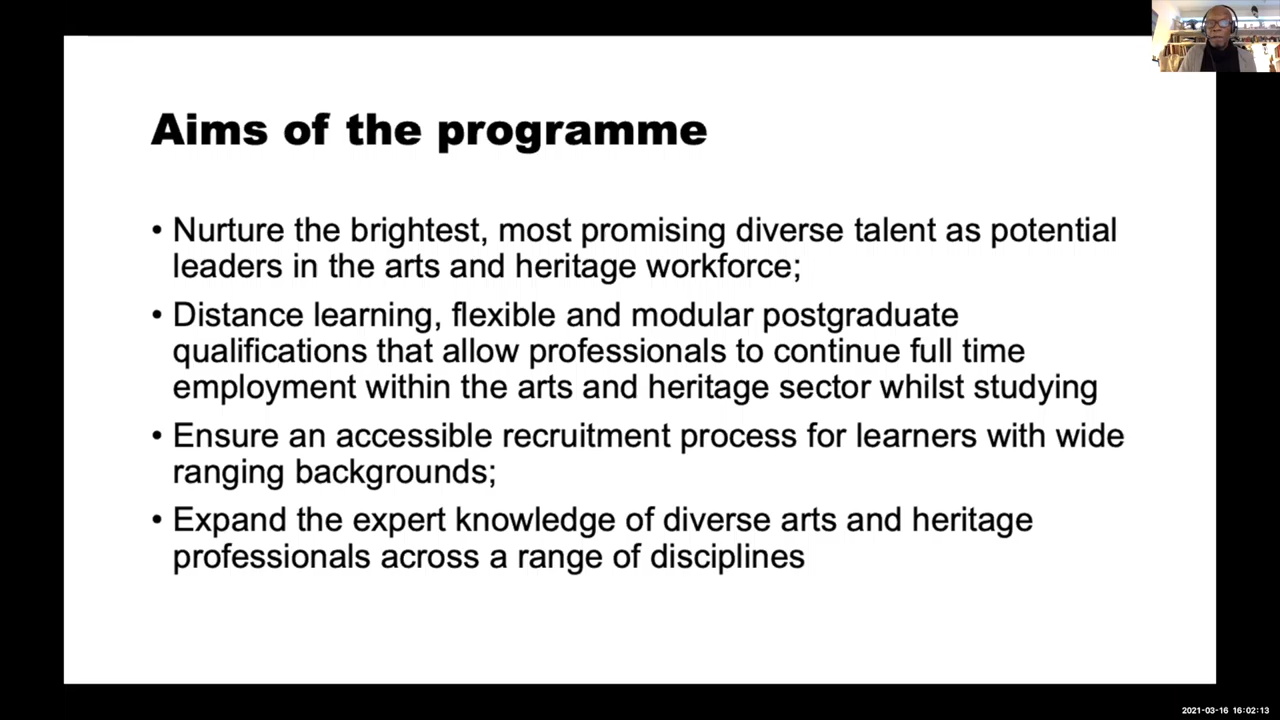 Aims of the programme
• Nurture the brightest, most promising diverse talent as potential
leaders in the arts and heritage workforce;
• Distance learning, flexible and modular postgraduate
qualifications that allow professionals to continue full time
employment within the arts and heritage sector whilst studying
• Ensure an accessible recruitment process for learners with wide
ranging backgrounds;
• Expand the expert knowledge of diverse arts and heritage
professionals across a range of disciplines
2021-03-16 16:02:13